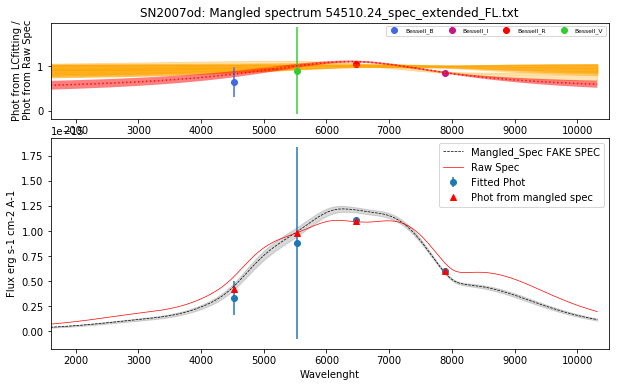 SN2007od: Mangled spectrum 54510.24_spec_extended_FL.txt
Phot from LCfitting /
Phot from Raw Spec
1
0
Bessell_B
Bessell_I
Bessell_R
Bessell_V
2000 3000 4000 5000 6000 7000 8000 9000 10000
Flux erg s-1 cm-2 A-1
1.75
1.50
1.25
1.00
0.75
0.50
0.25
0.00
Mangled_Spec FAKE SPEC
Raw Spec
Fitted Phot
Phot from mangled spec
2000 3000 4000 5000 6000 7000 8000 9000 10000
Wavelenght